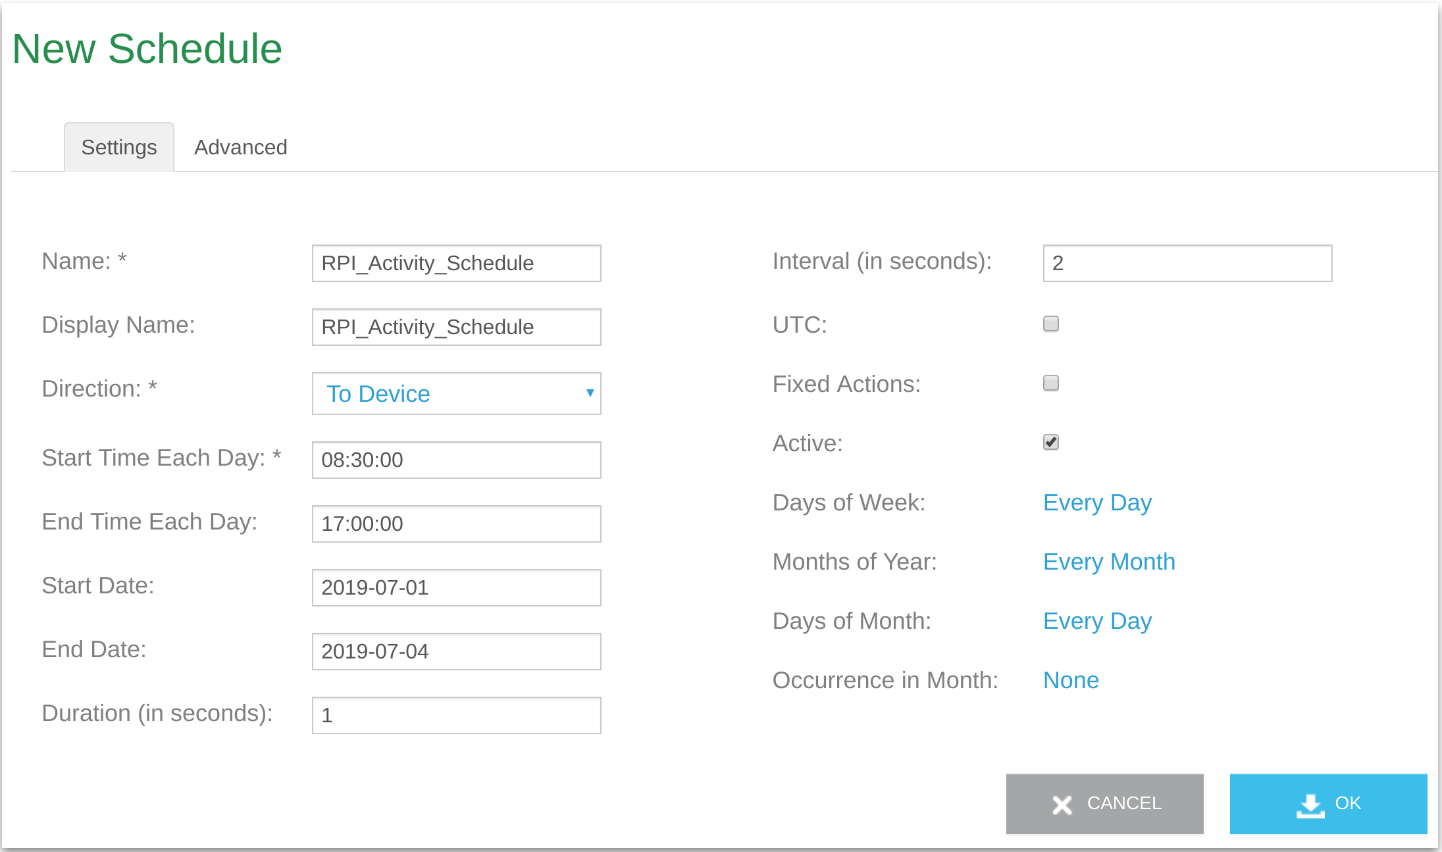 New Schedule
Settings Advanced
Name: * RPI_Activity_Schedule
Display Name: RPI_Activity_Schedule
Direction: * To Device
Start Time Each Day: * 08:30:00
End Time Each Day: 17:00:00
Start Date: 2019-07-01
End Date: 2019-07-04
Duration (in seconds): 1
Interval (in seconds): 2
UTC:
Fixed Actions:
Active:
Days of Week: Every Day
Months of Year: Every Month
Days of Month: Every Day
Occurrence in Month: None
CANCEL OK